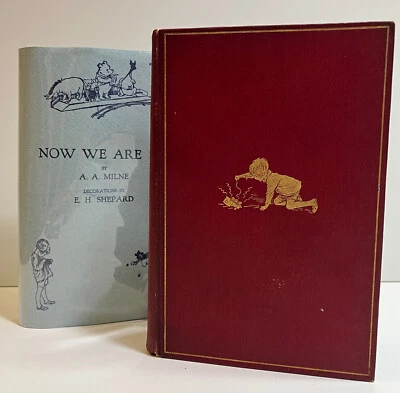 NOW WE ARE
BY
A. A. MILNE
DECORATIONS BY
E. H. SHEPARD